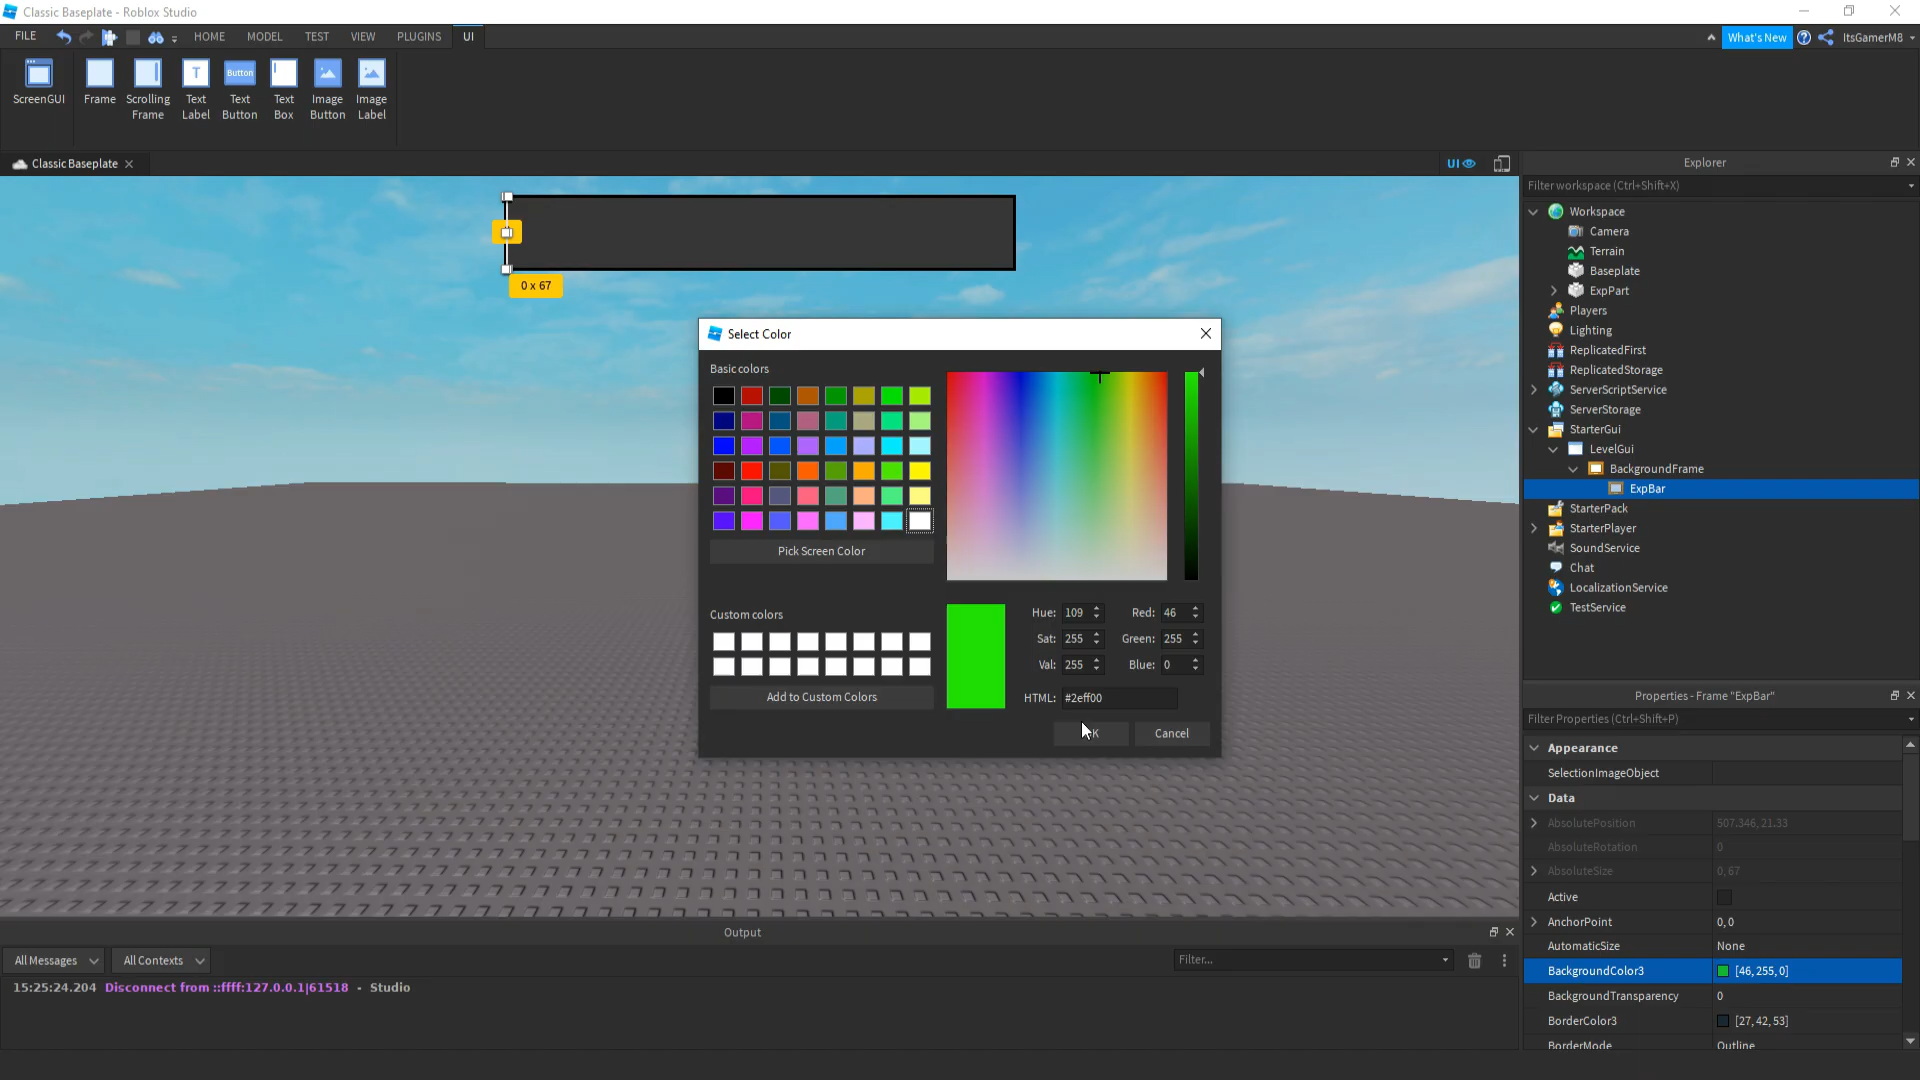 Classic Baseplate - Roblox Studio
FILE HOME MODEL TEST VIEW PLUGINS UI What's New ItsGamerM8
ScreenGUI
Frame
Scrolling Frame
Text Label
Button
Text Button
Text Box
Image Button
Image Label
Classic Baseplate
UI
0 x 67
Select Color
Basic colors
Pick Screen Color
Custom colors
Add to Custom Colors
Hue: 109 Red: 46
Sat: 255 Green: 255
Val: 255 Blue: 0
HTML: #2eff00
Cancel
Explorer
Filter workspace (Ctrl+Shift+X)
Workspace
Camera
Terrain
Baseplate
ExpPart
Players
Lighting
ReplicatedFirst
ReplicatedStorage
ServerScriptService
ServerStorage
StarterGui
LevelGui
BackgroundFrame
ExpBar
StarterPack
StarterPlayer
SoundService
Chat
LocalizationService
TestService
Properties - Frame "ExpBar"
Filter Properties (Ctrl+Shift+P)
Appearance
SelectionImageObject
Data
AbsolutePosition 507.346, 21.33
AbsoluteRotation 0
AbsoluteSize 0, 67
Active
AnchorPoint 0, 0
AutomaticSize None
BackgroundColor3 [46, 255, 0]
BackgroundTransparency 0
BorderColor3 [27, 42, 53]
BorderMode Outline
Output
All Messages All Contexts Filter...
15:25:24.204 Disconnect from ::ffff:127.0.0.1|61518 - Studio